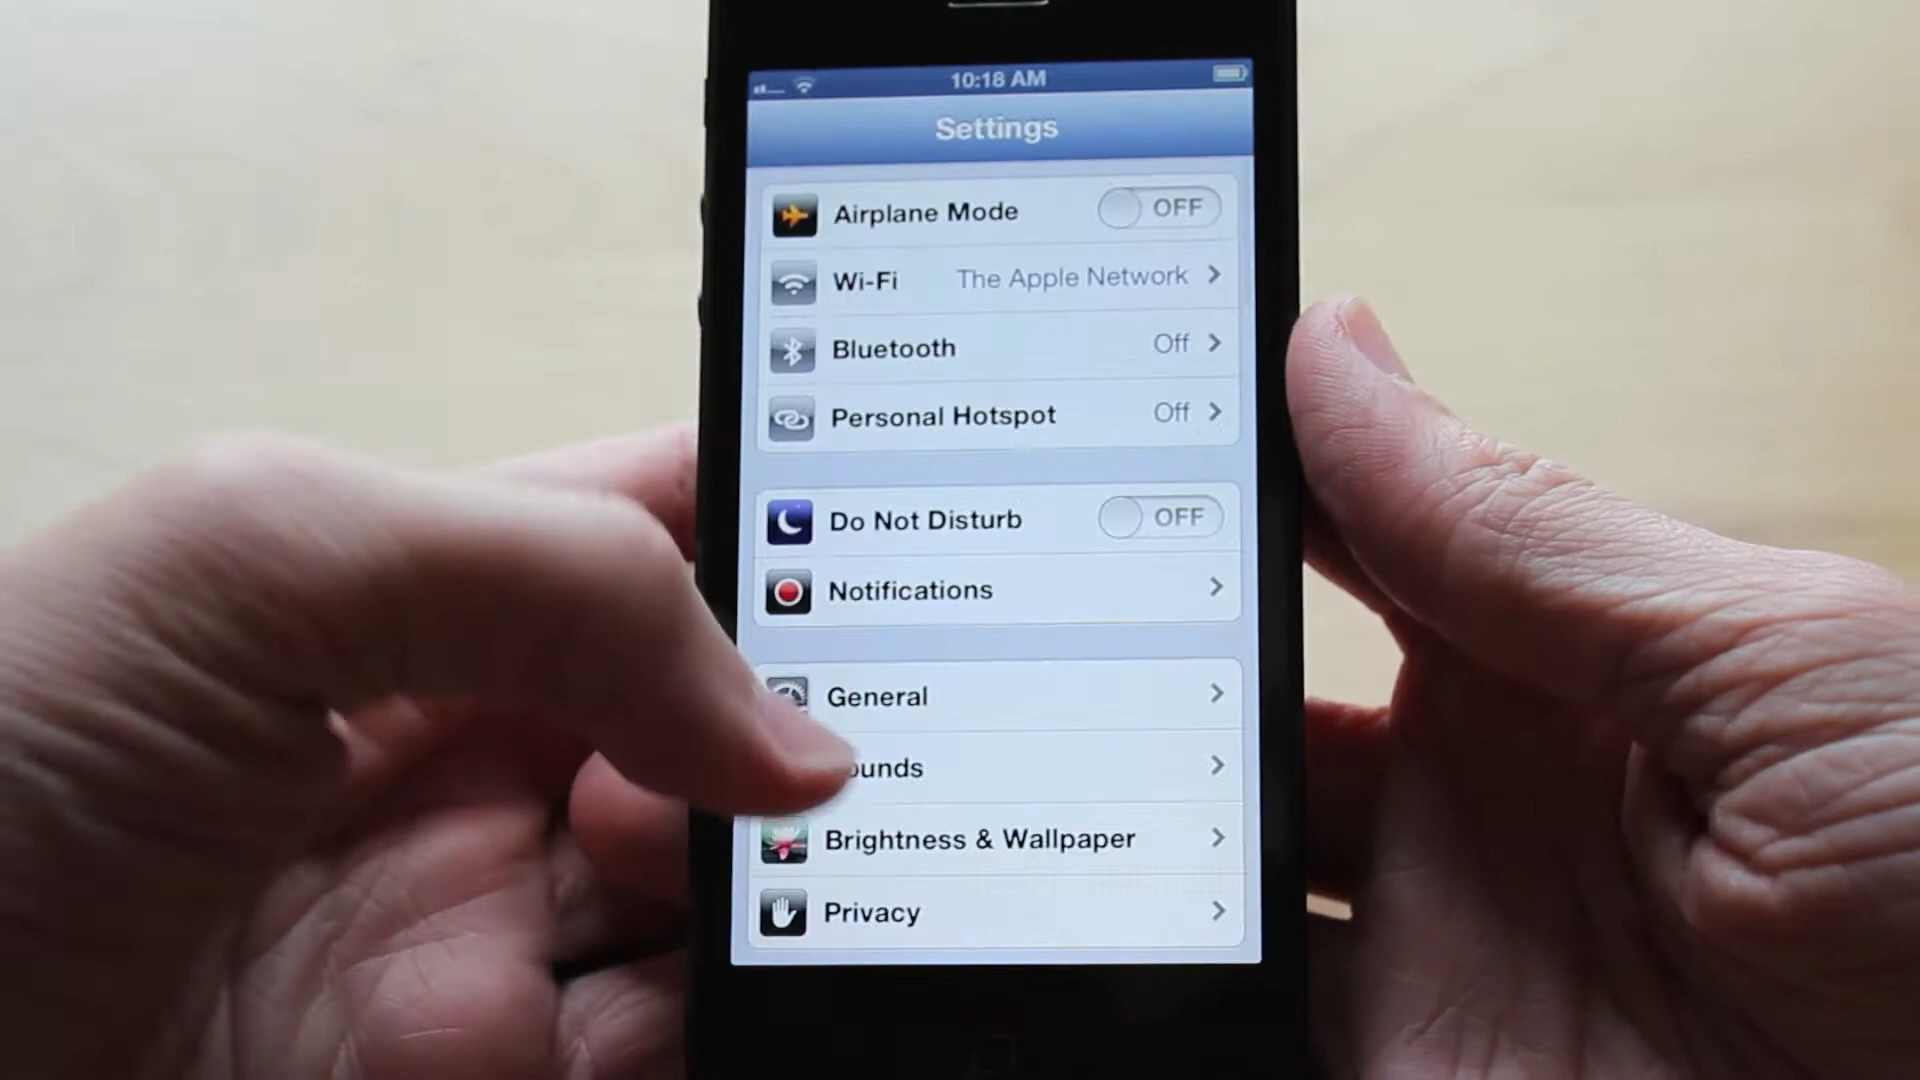 10:18 AM
Settings
Airplane Mode OFF
Wi-Fi The Apple Network
Bluetooth Off
Personal Hotspot Off
Do Not Disturb OFF
Notifications
General
ounds
Brightness & Wallpaper
Privacy